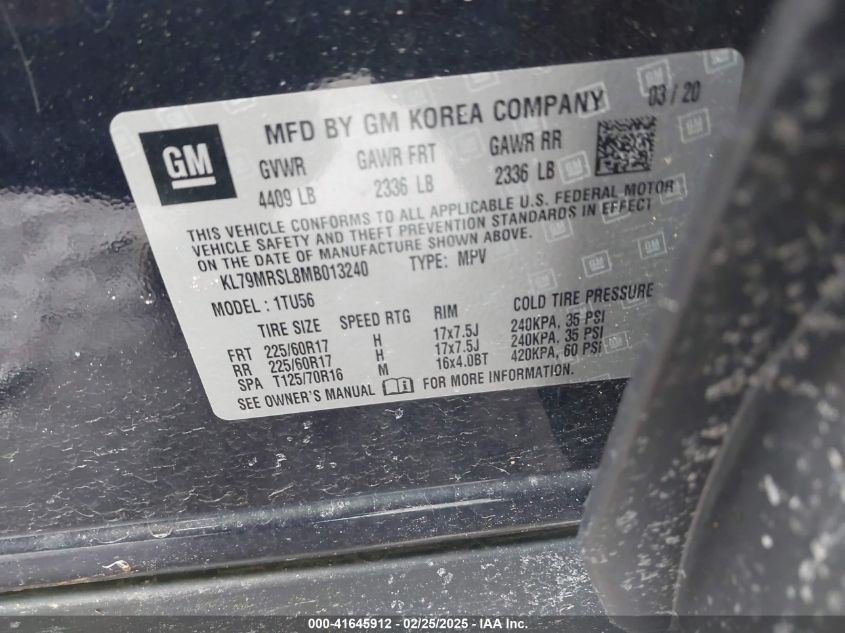 GM
MFD BY GM KOREA COMPANY 03 / 20
GVWR GAWR FRT GAWR RR
4409 LB 2336 LB 2336 LB
THIS VEHICLE CONFORMS TO ALL APPLICABLE U.S. FEDERAL MOTOR
VEHICLE SAFETY AND THEFT PREVENTION STANDARDS IN EFFECT
ON THE DATE OF MANUFACTURE SHOWN ABOVE.
KL79MRSL8MB013240 TYPE: MPV
MODEL : 1TU56
TIRE SIZE SPEED RTG RIM COLD TIRE PRESSURE
FRT 225/60R17 H 17x7.5J 240KPA, 35 PSI
RR 225/60R17 H 17x7.5J 240KPA, 35 PSI
SPA T125/70R16 M 16x4.0BT 420KPA, 60 PSI
SEE OWNER'S MANUAL FOR MORE INFORMATION.
000-41645912 - 02/25/2025 - IAA Inc.